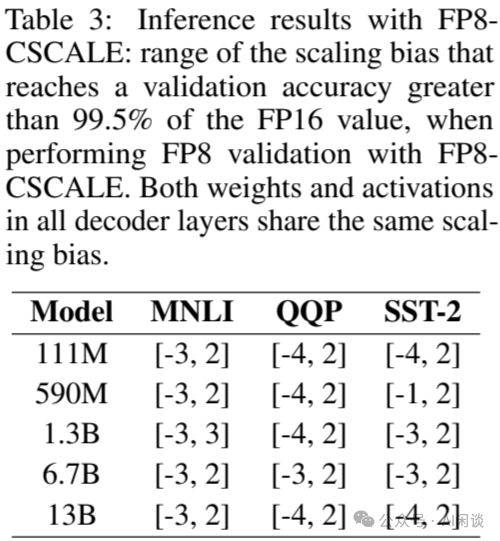 Table 3: Inference results with FP8-
CSCALE: range of the scaling bias that
reaches a validation accuracy greater
than 99.5% of the FP16 value, when
performing FP8 validation with FP8-
CSCALE. Both weights and activations
in all decoder layers share the same scal-
ing bias.
Model MNLI QQP SST-2
111M [-3, 2] [-4, 2] [-4, 2]
590M [-3, 2] [-4, 2] [-1, 2]
1.3B [-3, 3] [-4, 2] [-3, 2]
6.7B [-3, 2] [-3, 2] [-3, 2]
13B [-3, 2] [-4, 2] [-4, 2]
公众号 · 闲谈